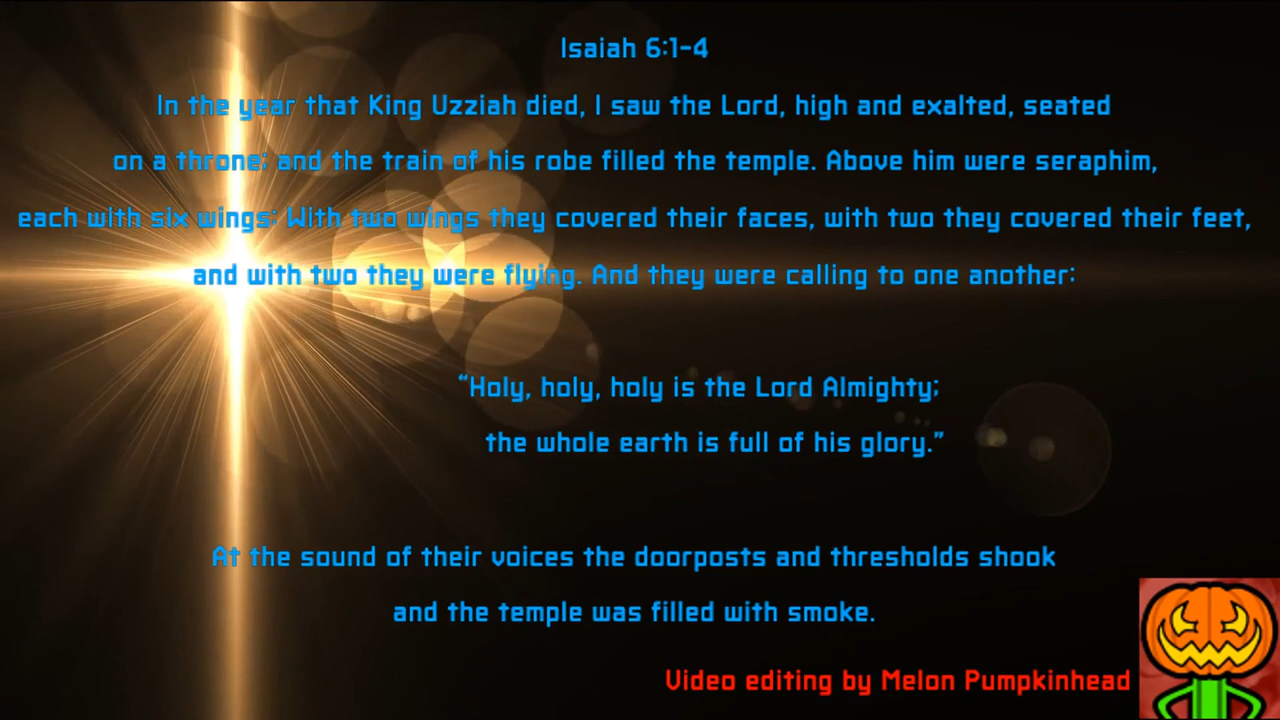 Isaiah 6:1-4
In the year that King Uzziah died, I saw the Lord, high and exalted, seated
on a throne; and the train of his robe filled the temple. Above him were seraphim,
each with six wings: With two wings they covered their faces, with two they covered their feet,
and with two they were flying. And they were calling to one another:
“Holy, holy, holy is the Lord Almighty;
the whole earth is full of his glory.”
At the sound of their voices the doorposts and thresholds shook
and the temple was filled with smoke.
Video editing by Melon Pumpkinhead